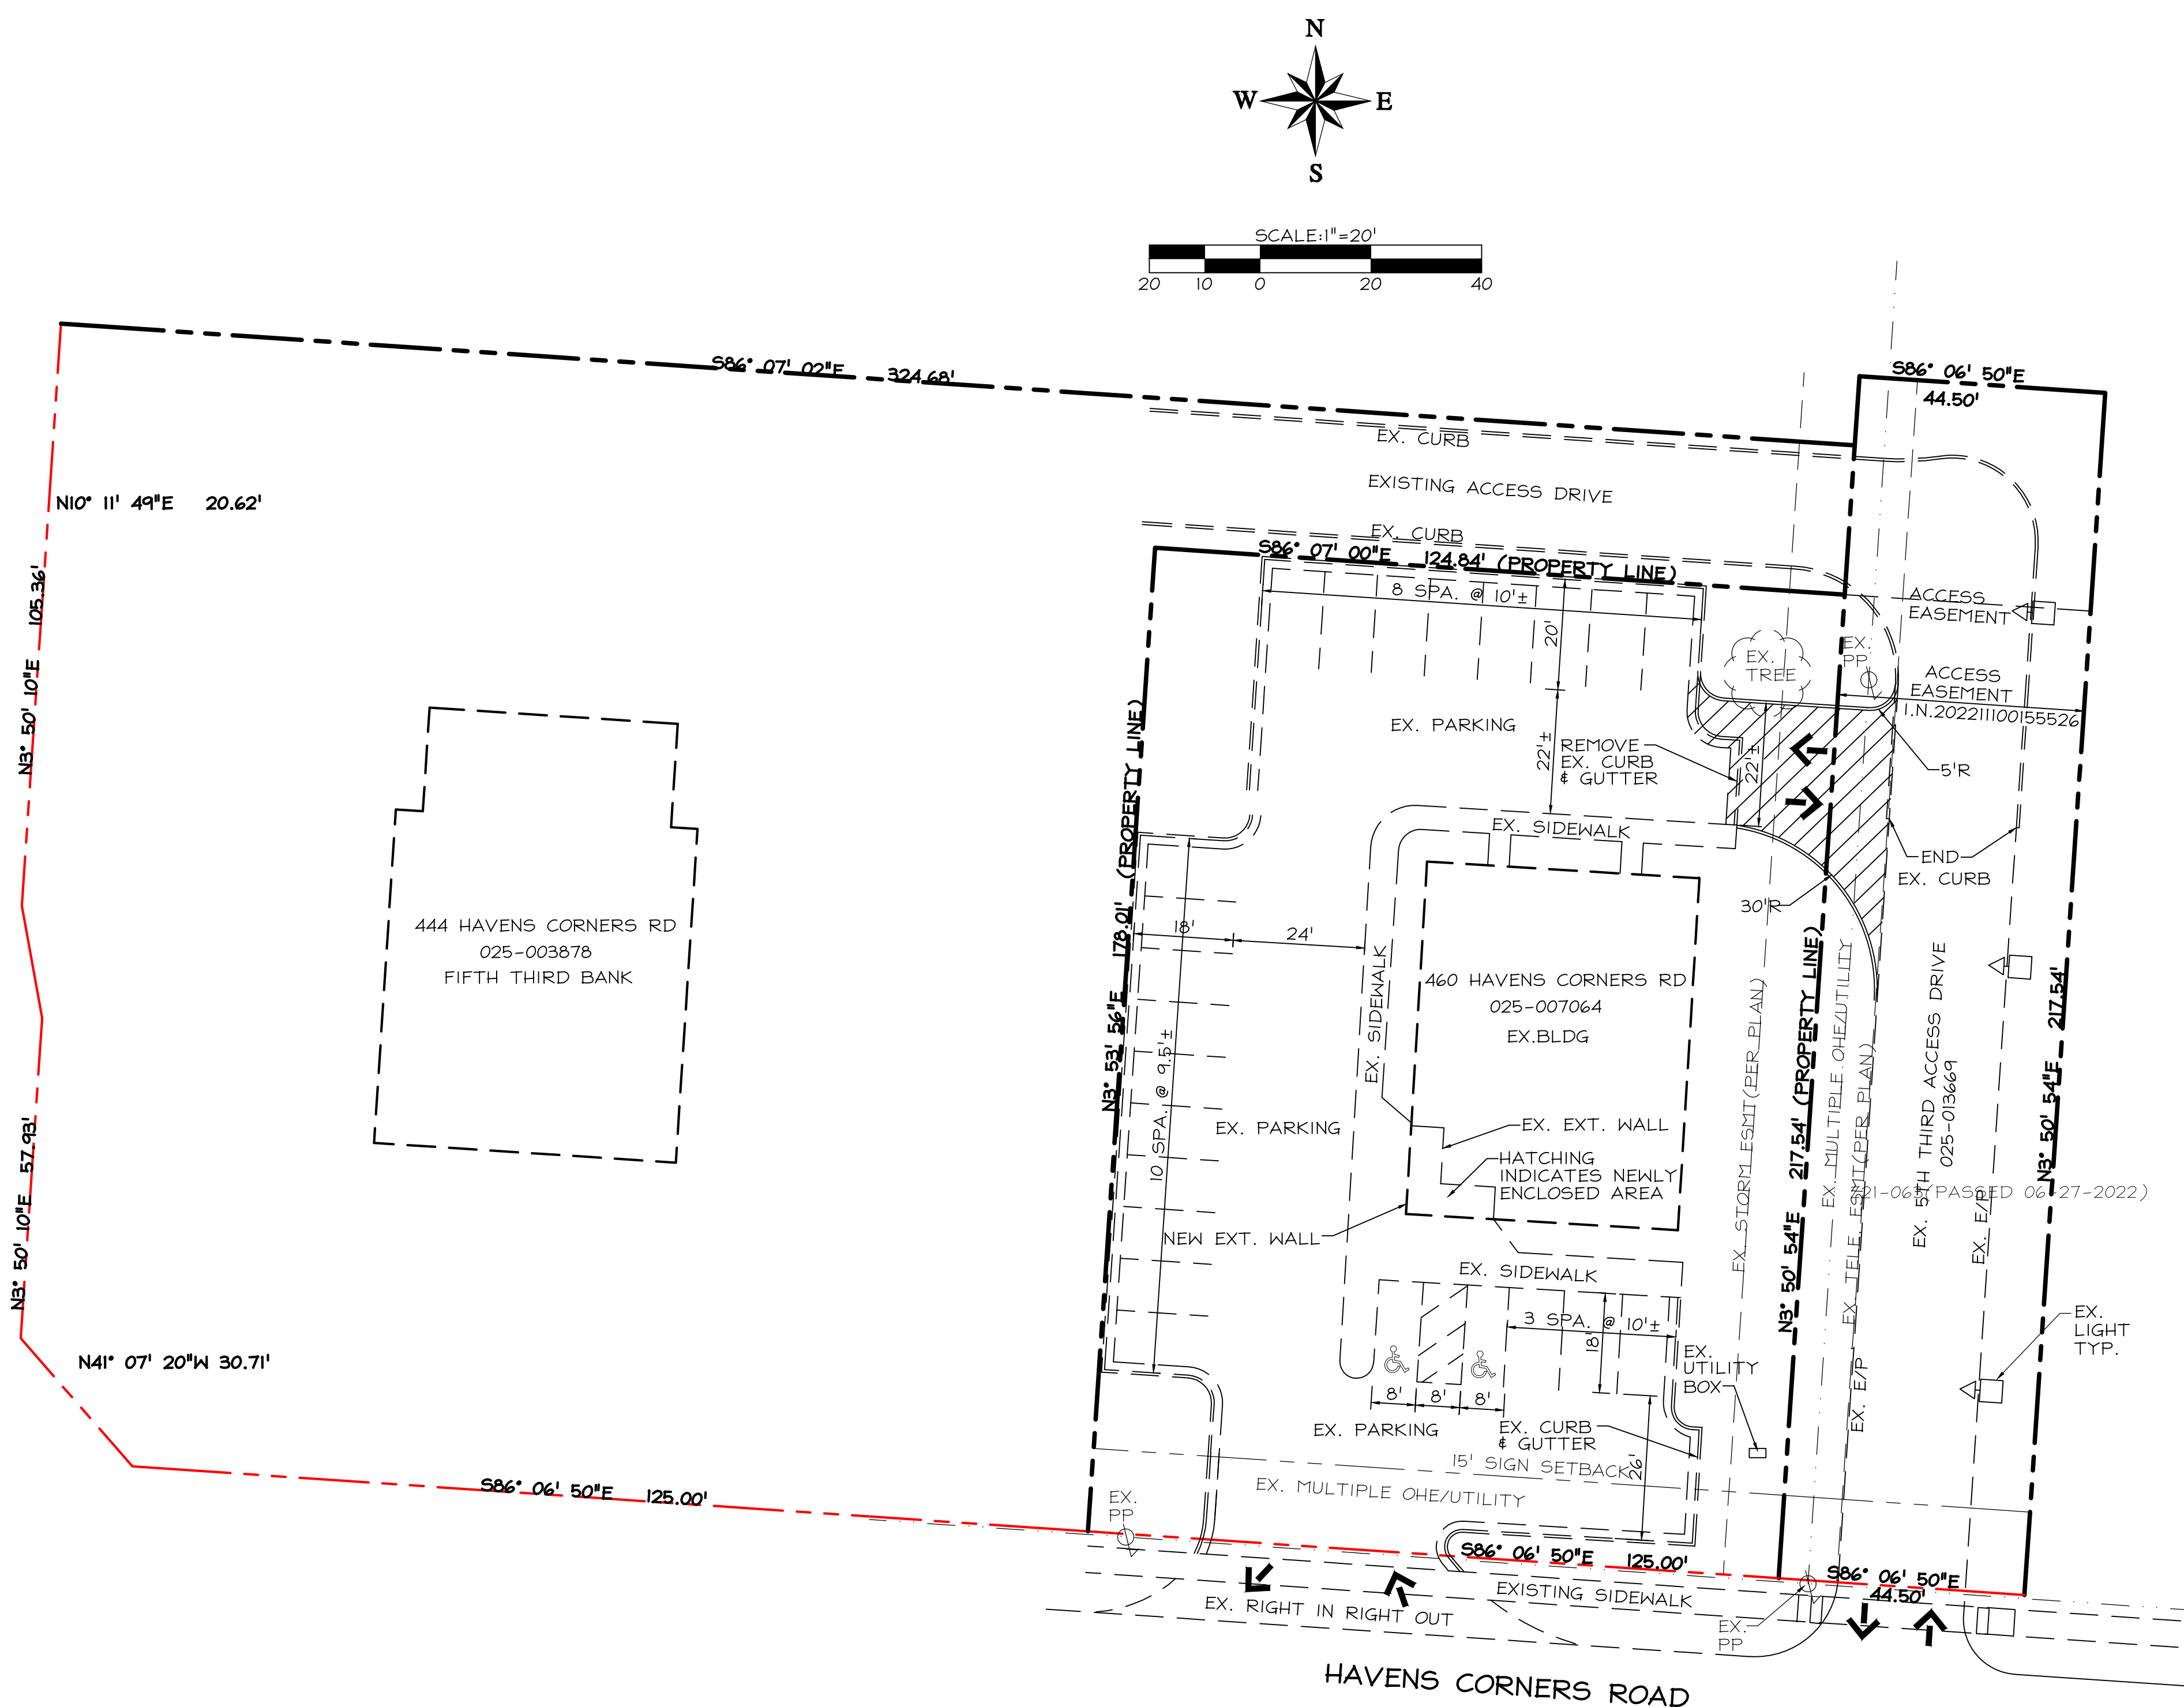 N
W E
S
SCALE:1"=20'
20 10 0 20 40
S86° 07' 02"E 324.68'
S86° 06' 50"E
44.50'
EX. CURB
EXISTING ACCESS DRIVE
EX. CURB
S86° 07' 00"E 124.84' (PROPERTY LINE)
8 SPA. @ 10'±
20'
N10° 11' 49"E 20.62'
N3° 50' 10"E 105.36'
ACCESS
EASEMENT
EX.
TREE
EX.
PP
ACCESS
EASEMENT
I.N.202211100155526
EX. PARKING
22'±
REMOVE
EX. CURB
& GUTTER
22'±
5'R
EX. SIDEWALK
END
EX. CURB
30'R
N3° 53' 56"E 178.01' (PROPERTY LINE)
18'
24'
444 HAVENS CORNERS RD
025-003878
FIFTH THIRD BANK
EX. SIDEWALK
460 HAVENS CORNERS RD
025-007064
EX.BLDG
10 SPA. @ 9.5'±
EX. PARKING
EX. EXT. WALL
HATCHING
INDICATES NEWLY
ENCLOSED AREA
NEW EXT. WALL
EX. STORM ESMT(PER PLAN)
N3° 50' 54"E 217.54' (PROPERTY LINE)
EX. MULTIPLE OHE/UTILITY
EX TELE. ESMT(PER PLAN)
EX. 5TH THIRD ACCESS DRIVE
025-013669
321-063(PASSED 06-27-2022)
EX. E/P
N3° 50' 54"E 217.54'
N3° 50' 10"E 57.93'
N41° 07' 20"W 30.71'
EX. SIDEWALK
3 SPA. @ 10'±
18'
8' 8' 8'
EX.
UTILITY
BOX
EX. E/P
EX.
LIGHT
TYP.
EX. PARKING
EX. CURB
& GUTTER
15' SIGN SETBACK
26'
EX. MULTIPLE OHE/UTILITY
S86° 06' 50"E 125.00'
EX.
PP
S86° 06' 50"E 125.00'
S86° 06' 50"E
44.50'
EXISTING SIDEWALK
EX. RIGHT IN RIGHT OUT
EX.
PP
HAVENS CORNERS ROAD